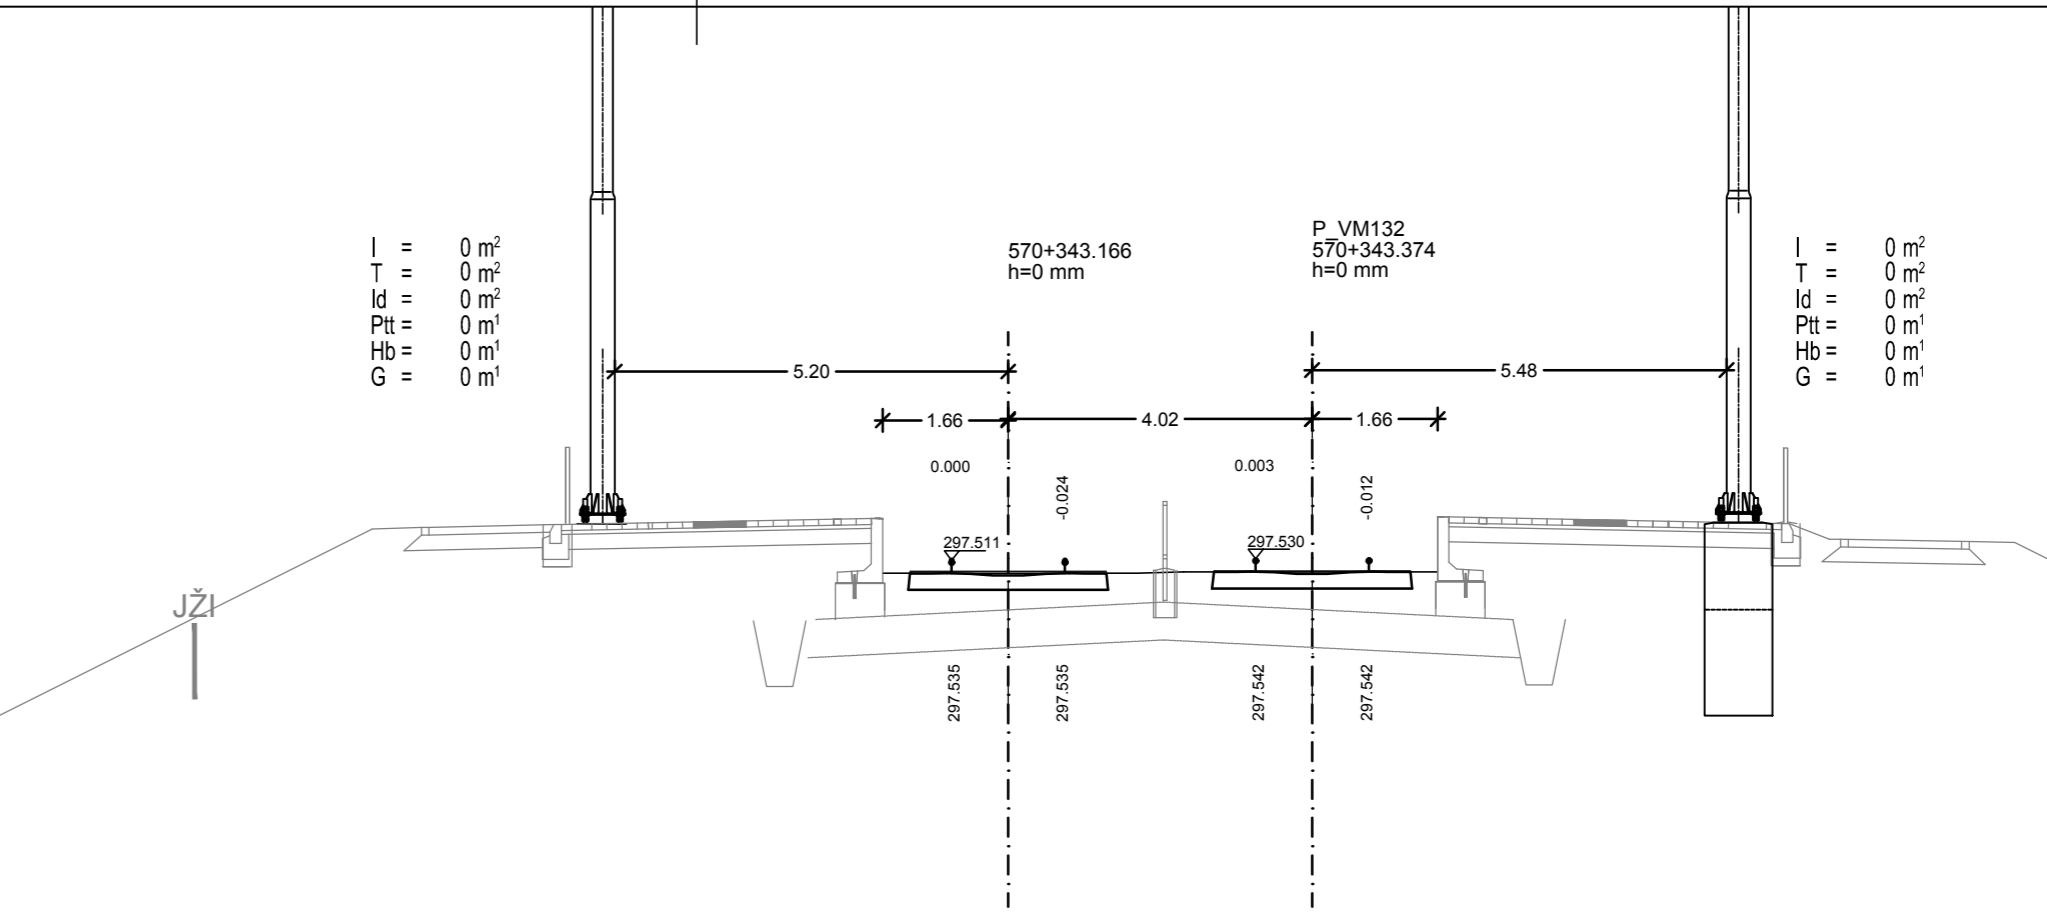 P_VM132
570+343.166
570+343.374
h=0 mm
h=0 mm
I = 0 m²
T = 0 m²
Id = 0 m²
Ptt = 0 m¹
Hb = 0 m¹
G = 0 m¹
I = 0 m²
T = 0 m²
Id = 0 m²
Ptt = 0 m¹
Hb = 0 m¹
G = 0 m¹
5.20
5.48
1.66
4.02
1.66
0.000
0.003
-0.024
-0.012
297.511
297.530
JŽI
297.535
297.535
297.542
297.542